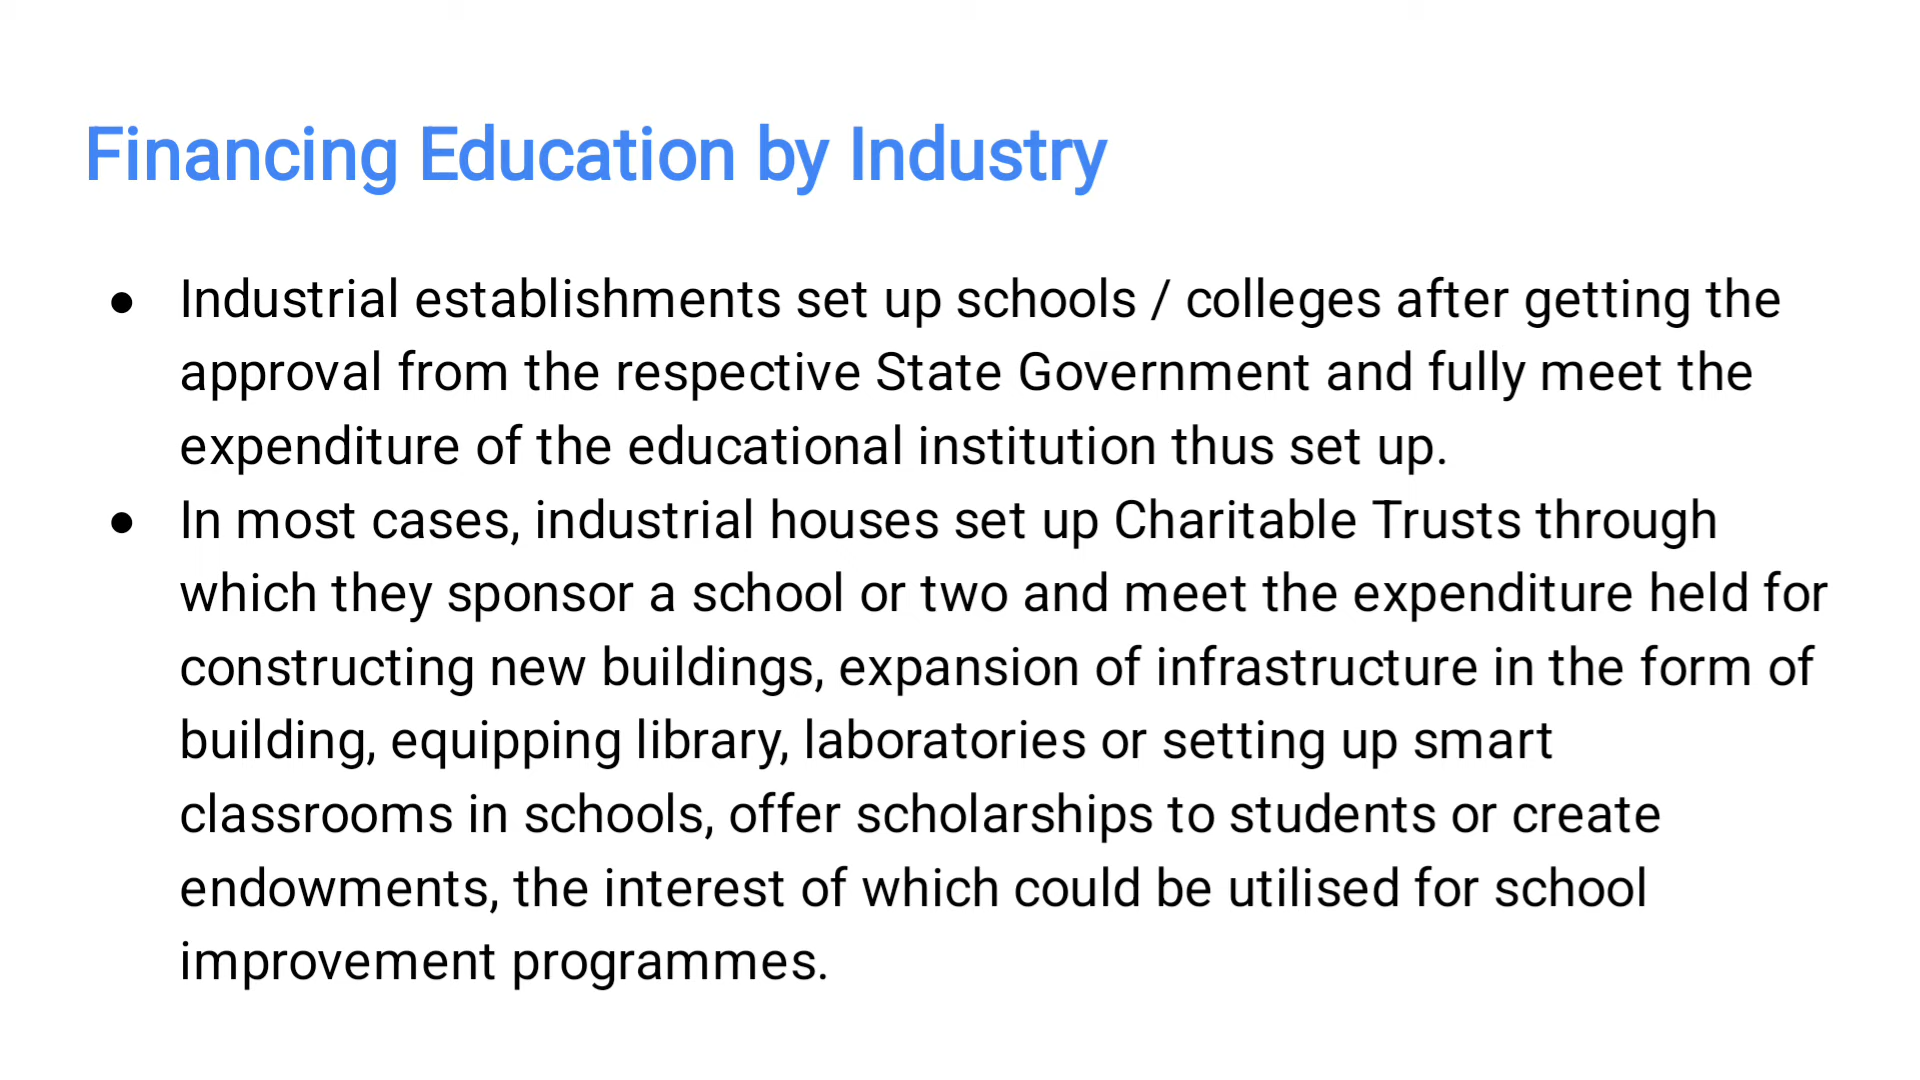 Financing Education by Industry
● Industrial establishments set up schools / colleges after getting the
approval from the respective State Government and fully meet the
expenditure of the educational institution thus set up.
● In most cases, industrial houses set up Charitable Trusts through
which they sponsor a school or two and meet the expenditure held for
constructing new buildings, expansion of infrastructure in the form of
building, equipping library, laboratories or setting up smart
classrooms in schools, offer scholarships to students or create
endowments, the interest of which could be utilised for school
improvement programmes.